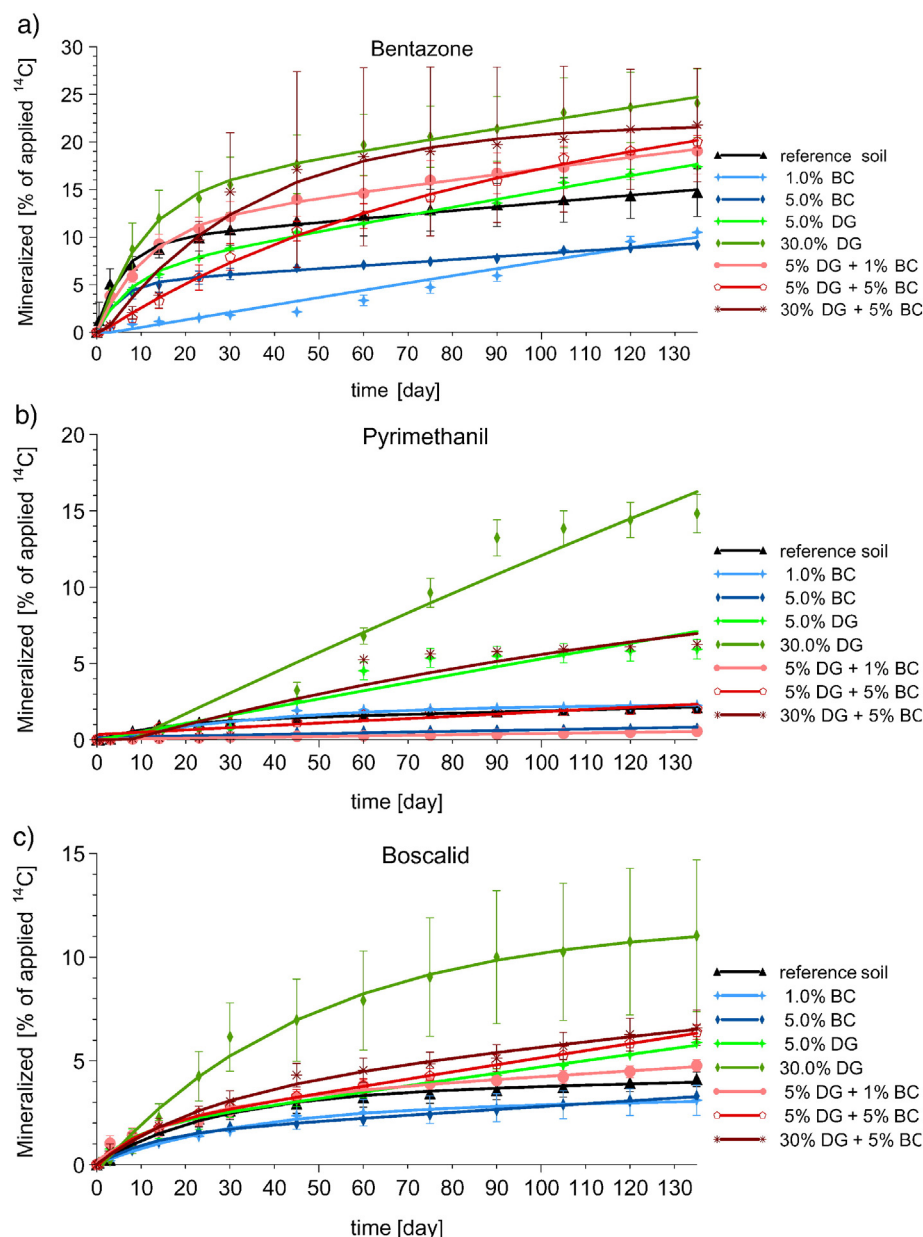 a)
Bentazone
Mineralized [% of applied ¹⁴C]
30
25
20
15
10
5
0
0 10 20 30 40 50 60 70 80 90 100 110 120 130
time [day]
reference soil
1.0% BC
5.0% BC
5.0% DG
30.0% DG
5% DG + 1% BC
5% DG + 5% BC
30% DG + 5% BC
b)
Pyrimethanil
Mineralized [% of applied ¹⁴C]
20
15
10
5
0
0 10 20 30 40 50 60 70 80 90 100 110 120 130
time [day]
reference soil
1.0% BC
5.0% BC
5.0% DG
30.0% DG
5% DG + 1% BC
5% DG + 5% BC
30% DG + 5% BC
c)
Boscalid
Mineralized [% of applied ¹⁴C]
15
10
5
0
0 10 20 30 40 50 60 70 80 90 100 110 120 130
time [day]
reference soil
1.0% BC
5.0% BC
5.0% DG
30.0% DG
5% DG + 1% BC
5% DG + 5% BC
30% DG + 5% BC